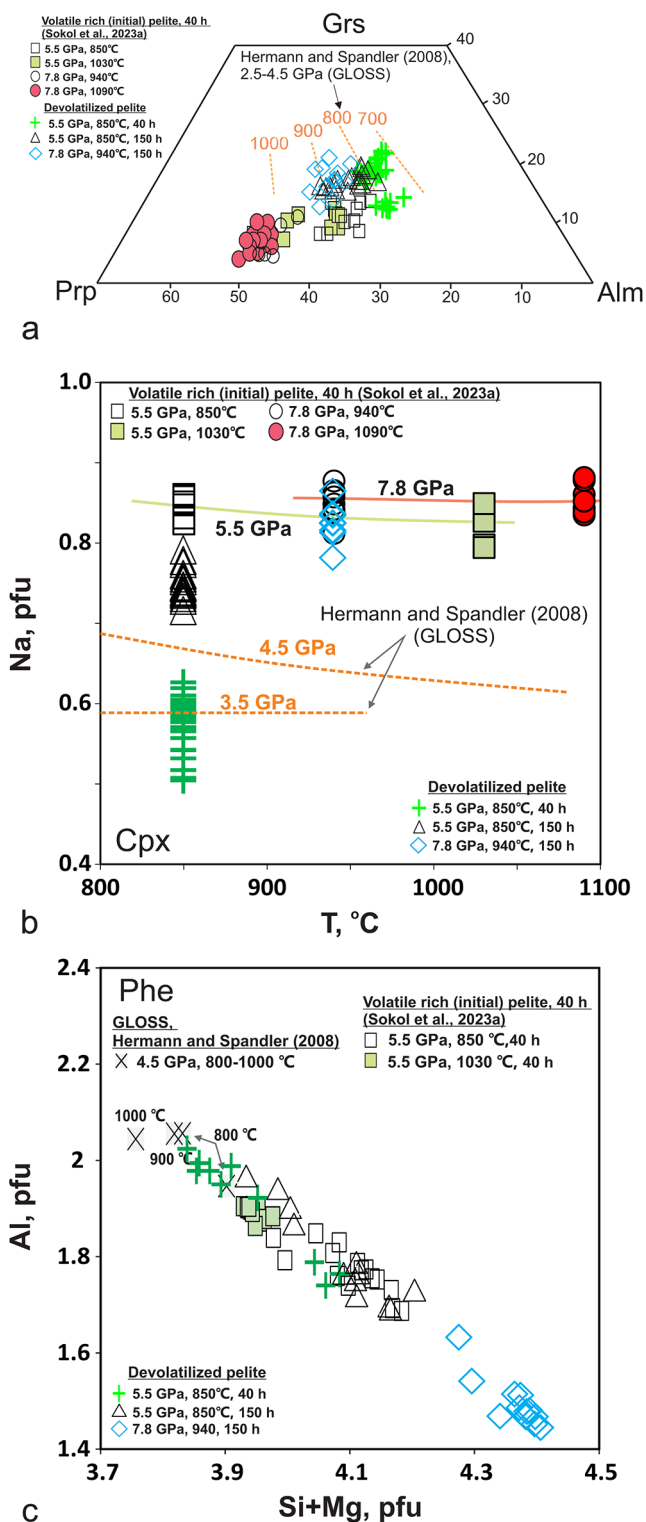 Volatile rich (initial) pelite, 40 h
(Sokol et al., 2023a)
5.5 GPa, 850℃
5.5 GPa, 1030℃
7.8 GPa, 940℃
7.8 GPa, 1090℃
Devolatilized pelite
5.5 GPa, 850℃, 40 h
5.5 GPa, 850℃, 150 h
7.8 GPa, 940℃, 150 h
Grs
40
Hermann and Spandler (2008),
2.5-4.5 GPa (GLOSS)
30
1000 900 800 700
20
10
Prp
60 50 40 30 20 10
Alm
a
1.0
Volatile rich (initial) pelite, 40 h (Sokol et al., 2023a)
5.5 GPa, 850℃ 7.8 GPa, 940℃
5.5 GPa, 1030℃ 7.8 GPa, 1090℃
7.8 GPa
5.5 GPa
0.8
Na, pfu
Hermann and Spandler (2008)
(GLOSS)
4.5 GPa
3.5 GPa
0.6
Devolatilized pelite
5.5 GPa, 850℃, 40 h
5.5 GPa, 850℃, 150 h
7.8 GPa, 940℃, 150 h
Cpx
0.4
800 900 1000 1100
T, °C
b
2.4
Phe
GLOSS,
Hermann and Spandler (2008)
4.5 GPa, 800-1000 ℃
Volatile rich (initial) pelite, 40 h
(Sokol et al., 2023a)
5.5 GPa, 850 ℃,40 h
5.5 GPa, 1030 ℃, 40 h
2.2
1000 ℃
800 ℃
900 ℃
2
Al, pfu
1.8
1.6
Devolatilized pelite
5.5 GPa, 850℃, 40 h
5.5 GPa, 850℃, 150 h
7.8 GPa, 940, 150 h
1.4
3.7 3.9 4.1 4.3 4.5
Si+Mg, pfu
c